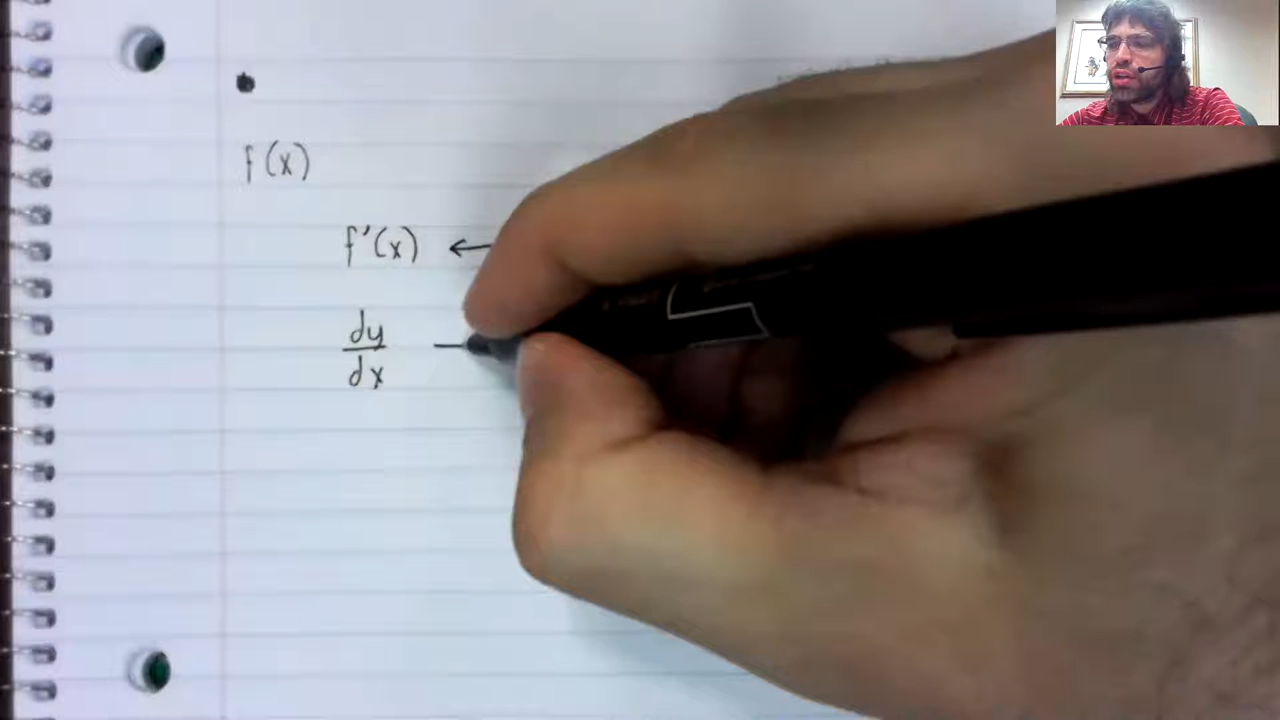 f(x)
f'(x) ←
dy
dx